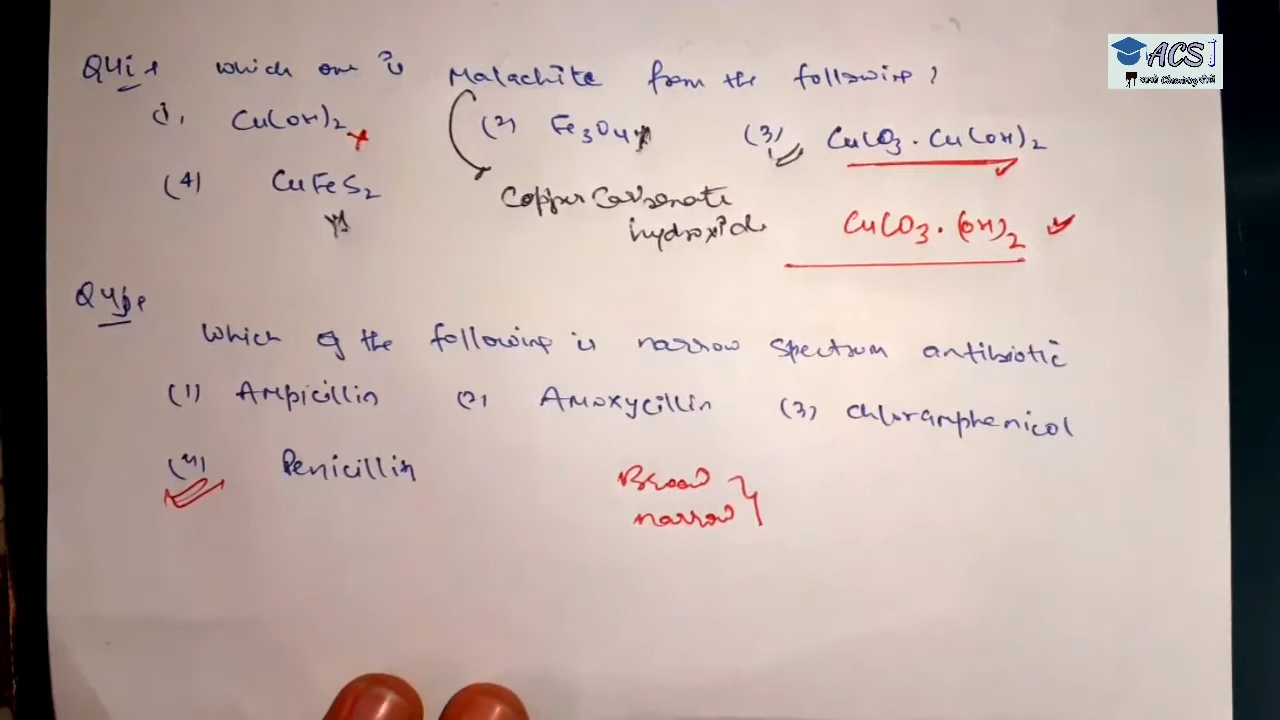 Q41: which one is Malachite from the following?
(1) Cu(OH)2 (2) Fe3O4 (3) CuCO3 . Cu(OH)2
(4) CuFeS2
Copper Carbonate
hydroxide
CuCO3 . (OH)2
Which of the following is narrow spectrum antibiotic
(1) Ampicillin (2) Amoxycillin (3) chloramphenicol
(4) Penicillin
Broad
narrow
ACS